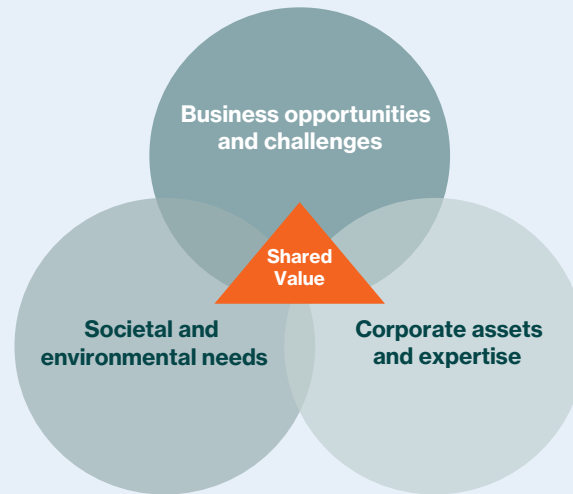 Business opportunities
and challenges
Shared
Value
Societal and
environmental needs
Corporate assets
and expertise